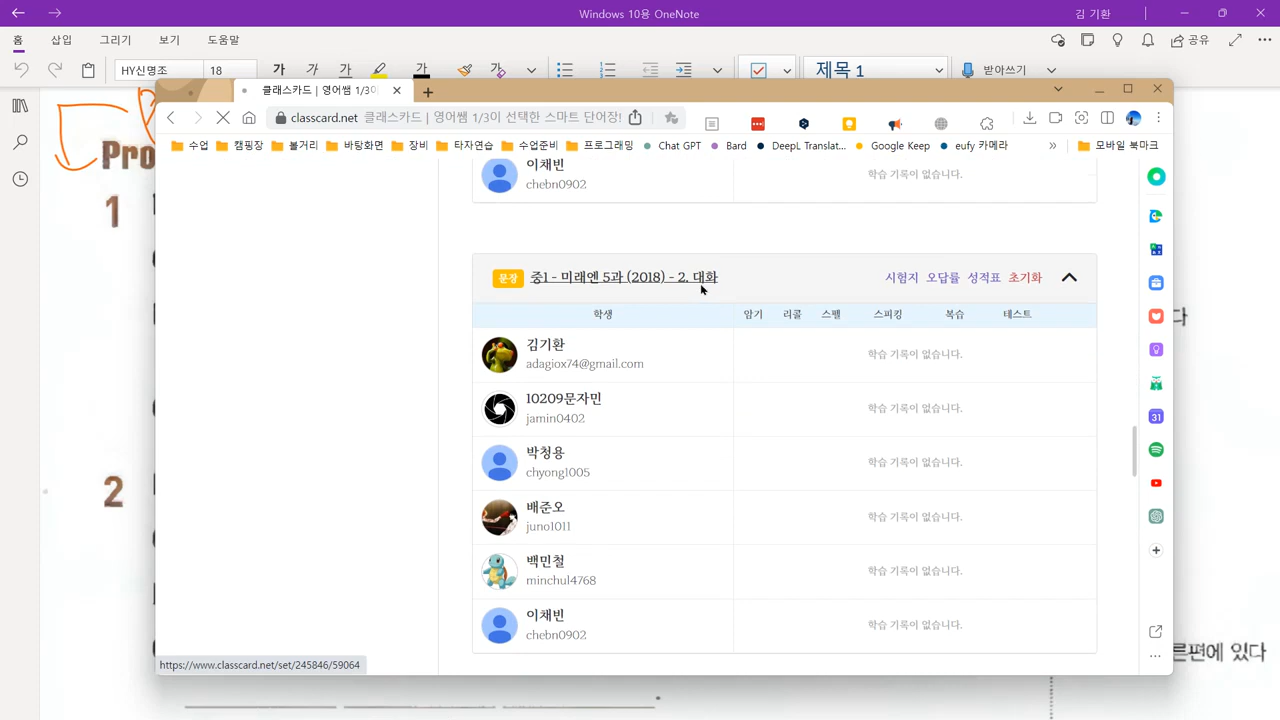 Windows 10용 OneNote
김 기환
홈 삽입 그리기 보기 도움말
공유
HY신명조 18 가 가 가 가 가 제목 1 받아쓰기
클래스카드 | 영어쌤 1/3이
classcard.net 클래스카드 | 영어쌤 1/3이 선택한 스마트 단어장!
수업 캠핑장 볼거리 바탕화면 장비 타자연습 수업준비 프로그래밍 Chat GPT Bard DeepL Translat... Google Keep eufy 카메라 » 모바일 북마크
Pro
1
2
이채빈
chebn0902
학습 기록이 없습니다.
문장 중1 - 미래엔 5과 (2018) - 2. 대화 시험지 오답률 성적표 초기화
학생 암기 리콜 스펠 스피킹 복습 테스트
김기환
adagiox74@gmail.com
학습 기록이 없습니다.
10209문자민
jamin0402
학습 기록이 없습니다.
박청용
chyong1005
학습 기록이 없습니다.
배준오
juno1011
학습 기록이 없습니다.
백민철
minchul4768
학습 기록이 없습니다.
이채빈
chebn0902
학습 기록이 없습니다.
31
다
른편에 있다
https://www.classcard.net/set/245846/59064